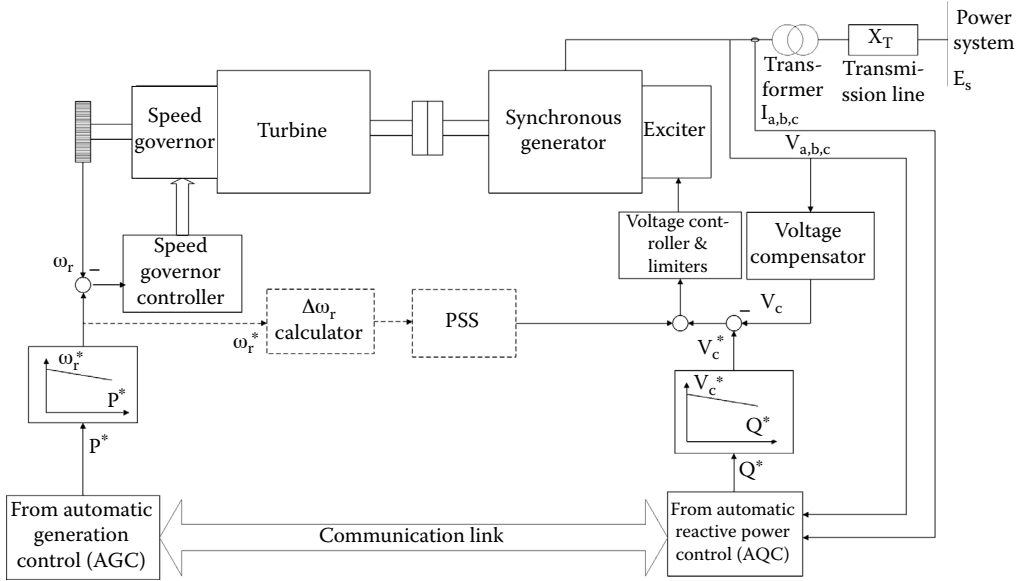 Power
system
E_s
X_T
Trans-
former
Transmis-
sion line
I_a,b,c
V_a,b,c
Speed
governor
Turbine
Synchronous
generator
Exciter
Voltage cont-
roller &
limiters
Voltage
compensator
ω_r
–
Speed
governor
controller
Δω_r
calculator
PSS
ω_r*
–
V_c
V_c*
ω_r*
P*
V_c*
Q*
P*
Q*
From automatic
generation
control (AGC)
Communication link
From automatic
reactive power
control (AQC)